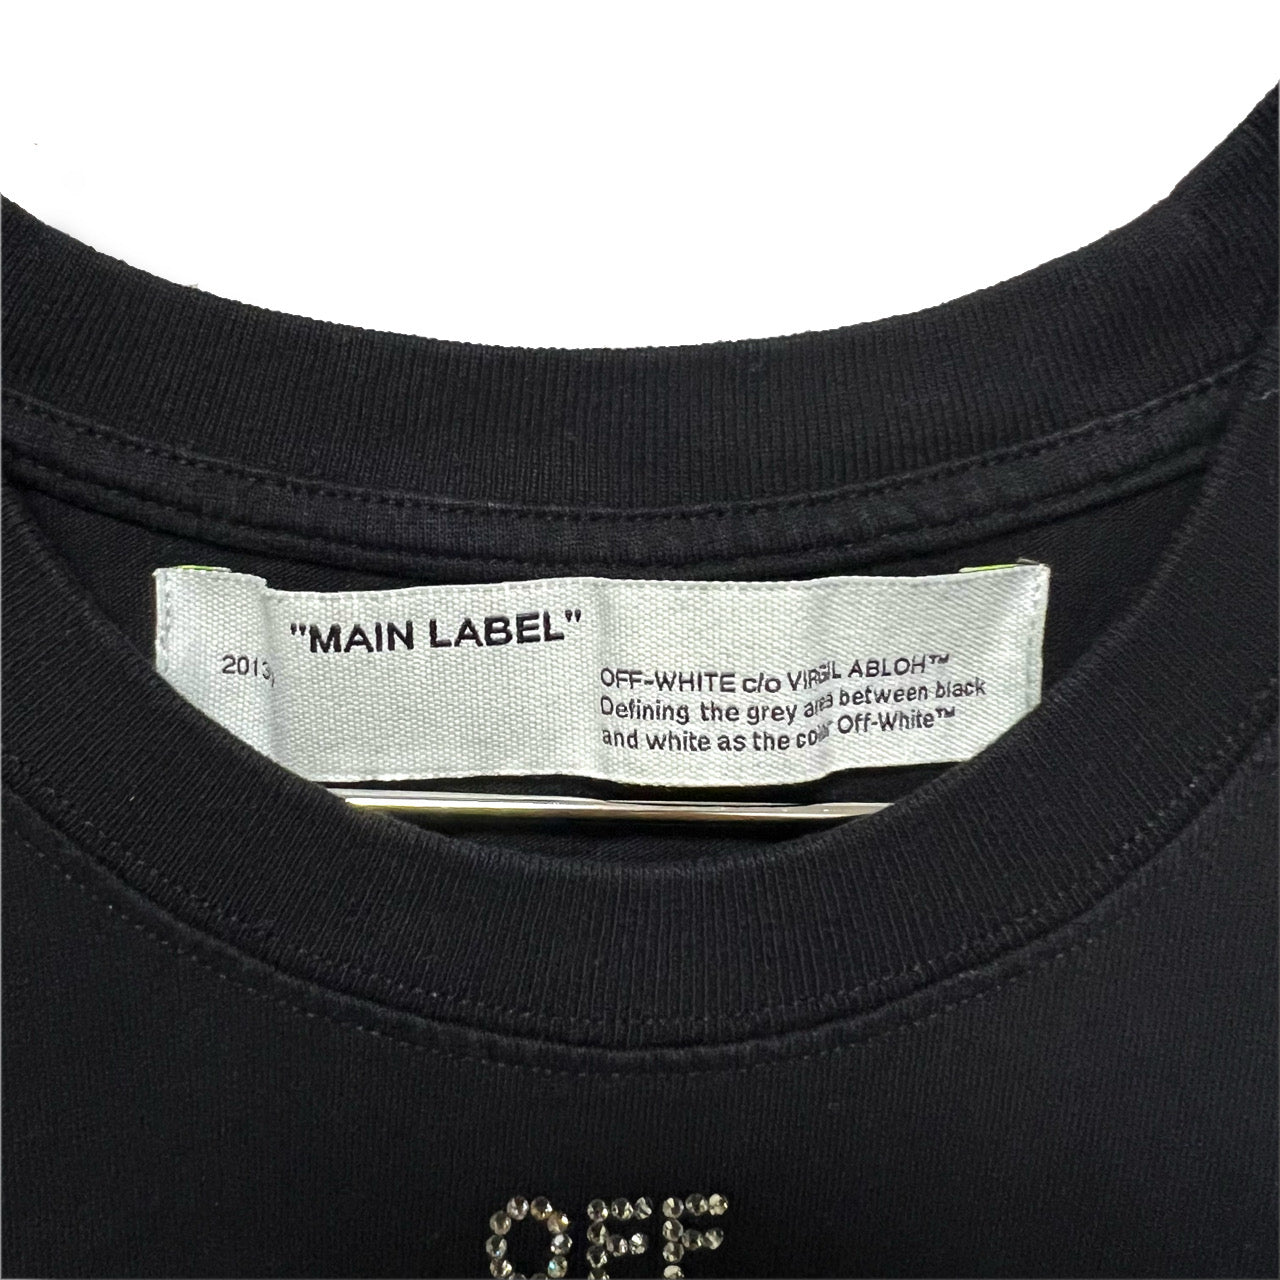 "MAIN LABEL"
2013,
OFF-WHITE c/o VIRGIL ABLOH™
Defining the grey area between black
and white as the color Off-White™
OFF